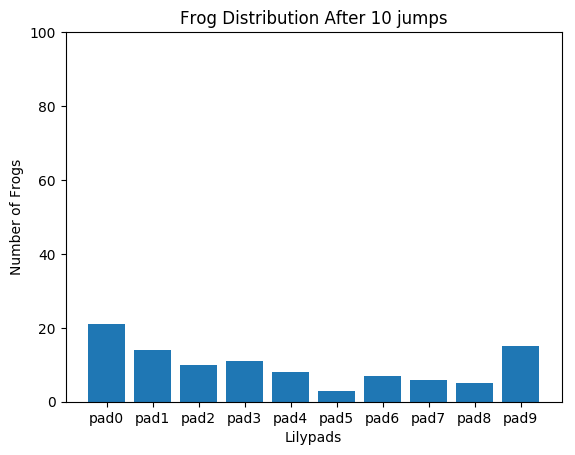 Frog Distribution After 10 jumps
100
80
60
40
20
0
Number of Frogs
pad0 pad1 pad2 pad3 pad4 pad5 pad6 pad7 pad8 pad9
Lilypads